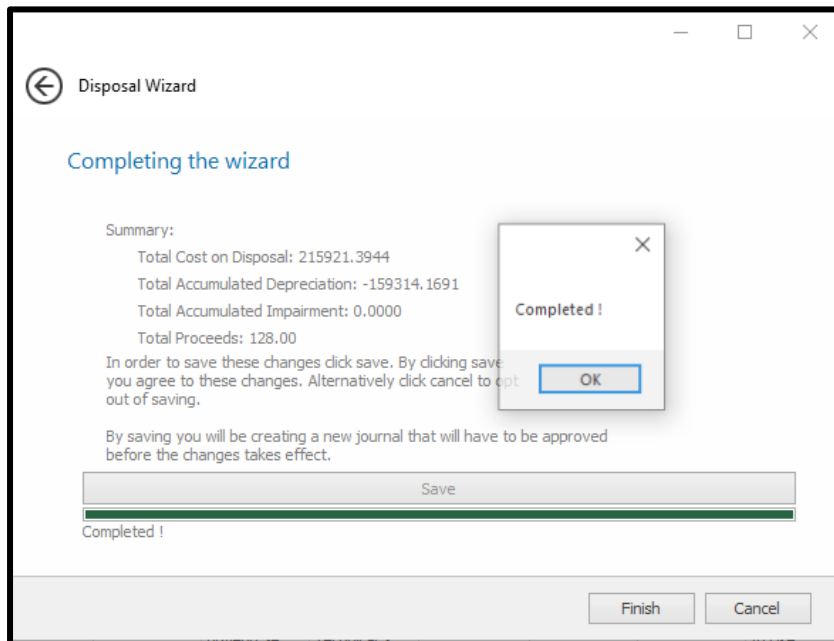 Disposal Wizard
Completing the wizard
Summary:
Total Cost on Disposal: 215921.3944
Total Accumulated Depreciation: -159314.1691
Total Accumulated Impairment: 0.0000
Total Proceeds: 128.00
In order to save these changes click save. By clicking save
you agree to these changes. Alternatively click cancel to opt
out of saving.
By saving you will be creating a new journal that will have to be approved
before the changes takes effect.
Completed !
OK
Save
Completed !
Finish
Cancel